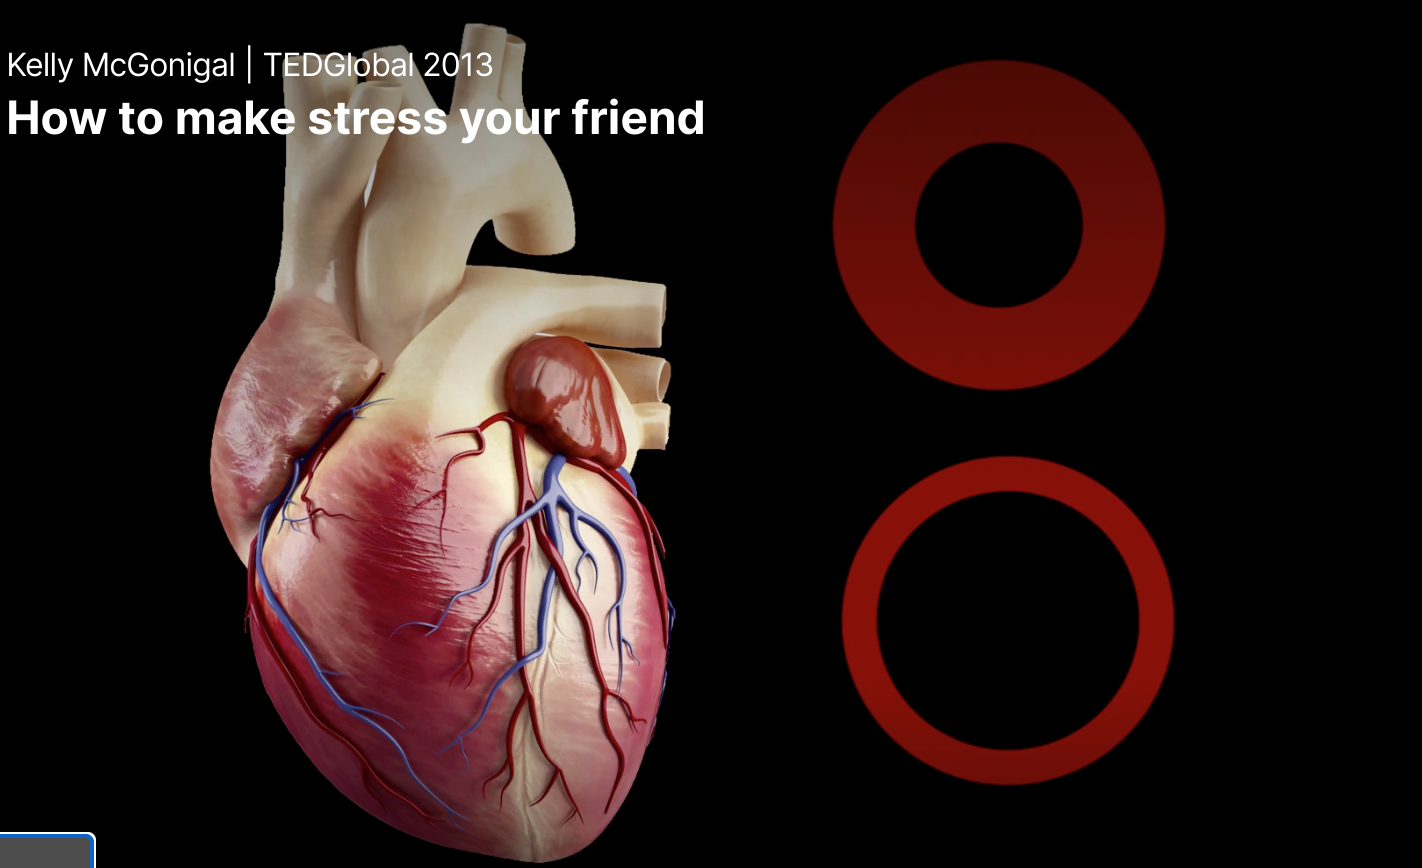 Kelly McGonigal | TEDGlobal 2013
How to make stress your friend